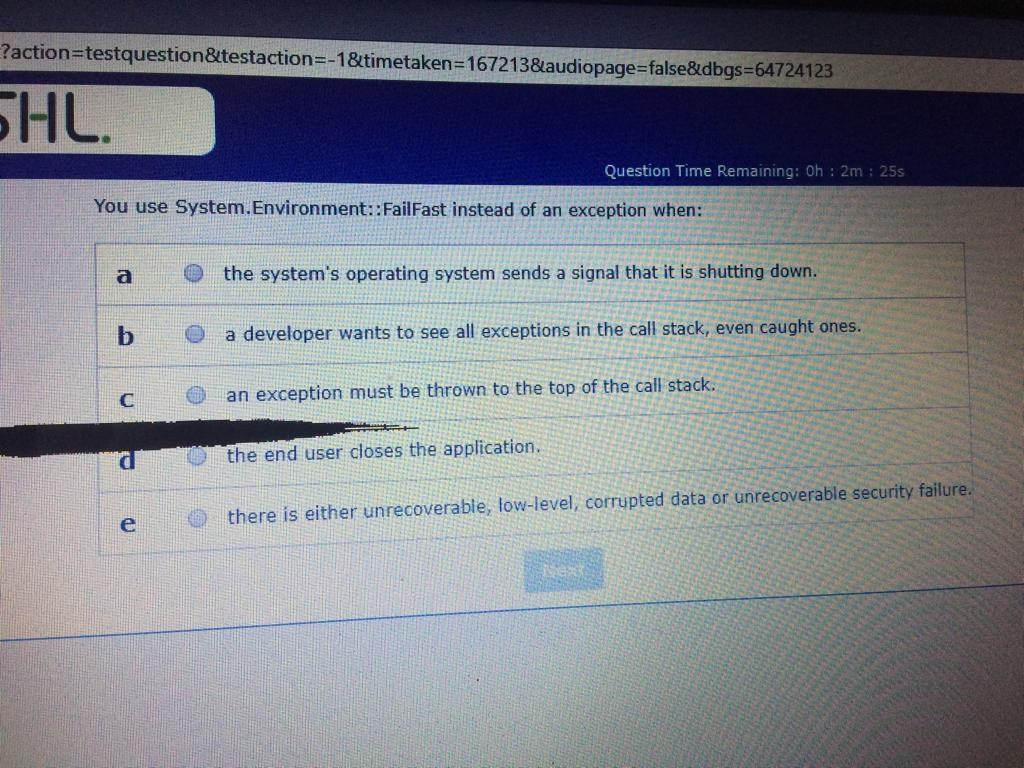 ?action=testquestion&testaction=-1&timetaken=167213&audiopage=false&dbgs=64724123
SHL.
Question Time Remaining: 0h : 2m : 25s
You use System.Environment::FailFast instead of an exception when:
a the system's operating system sends a signal that it is shutting down.
b a developer wants to see all exceptions in the call stack, even caught ones.
c an exception must be thrown to the top of the call stack.
d the end user closes the application.
e there is either unrecoverable, low-level, corrupted data or unrecoverable security failure.
Next